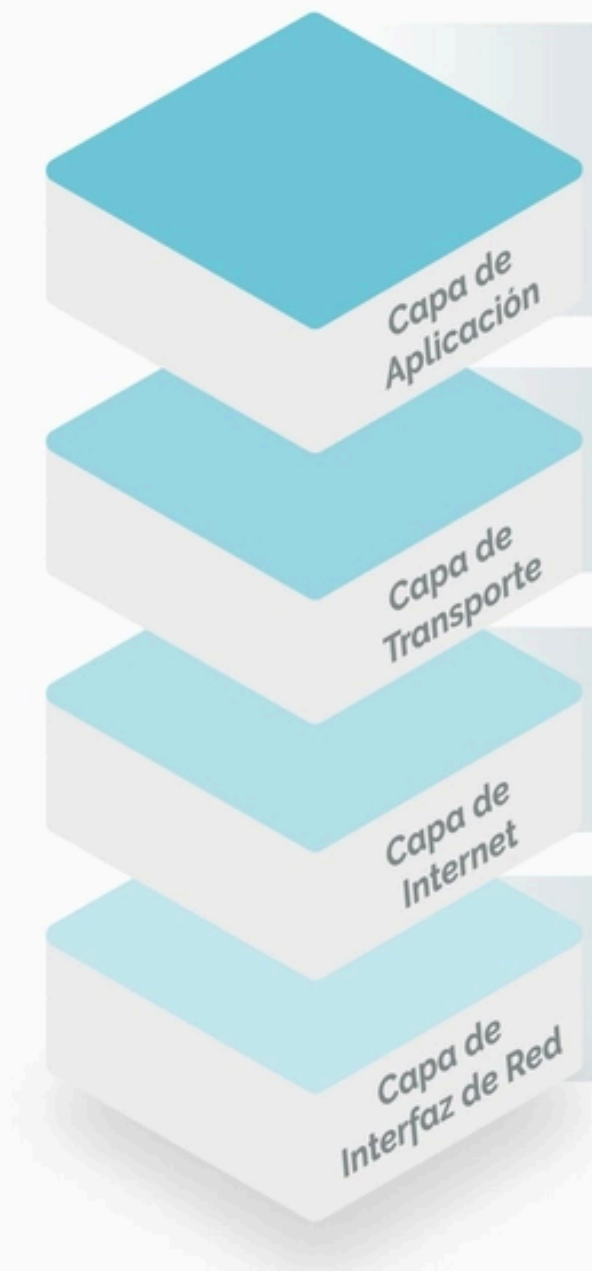 Capa de
Aplicación
Capa de
Transporte
Capa de
Internet
Capa de
Interfaz de Red